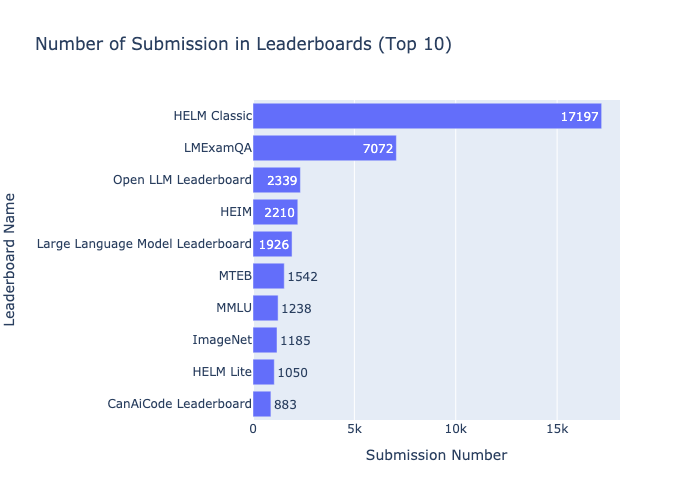 Number of Submission in Leaderboards (Top 10)
Leaderboard Name
HELM Classic 17197
LMExamQA 7072
Open LLM Leaderboard 2339
HEIM 2210
Large Language Model Leaderboard 1926
MTEB 1542
MMLU 1238
ImageNet 1185
HELM Lite 1050
CanAiCode Leaderboard 883
0 5k 10k 15k
Submission Number